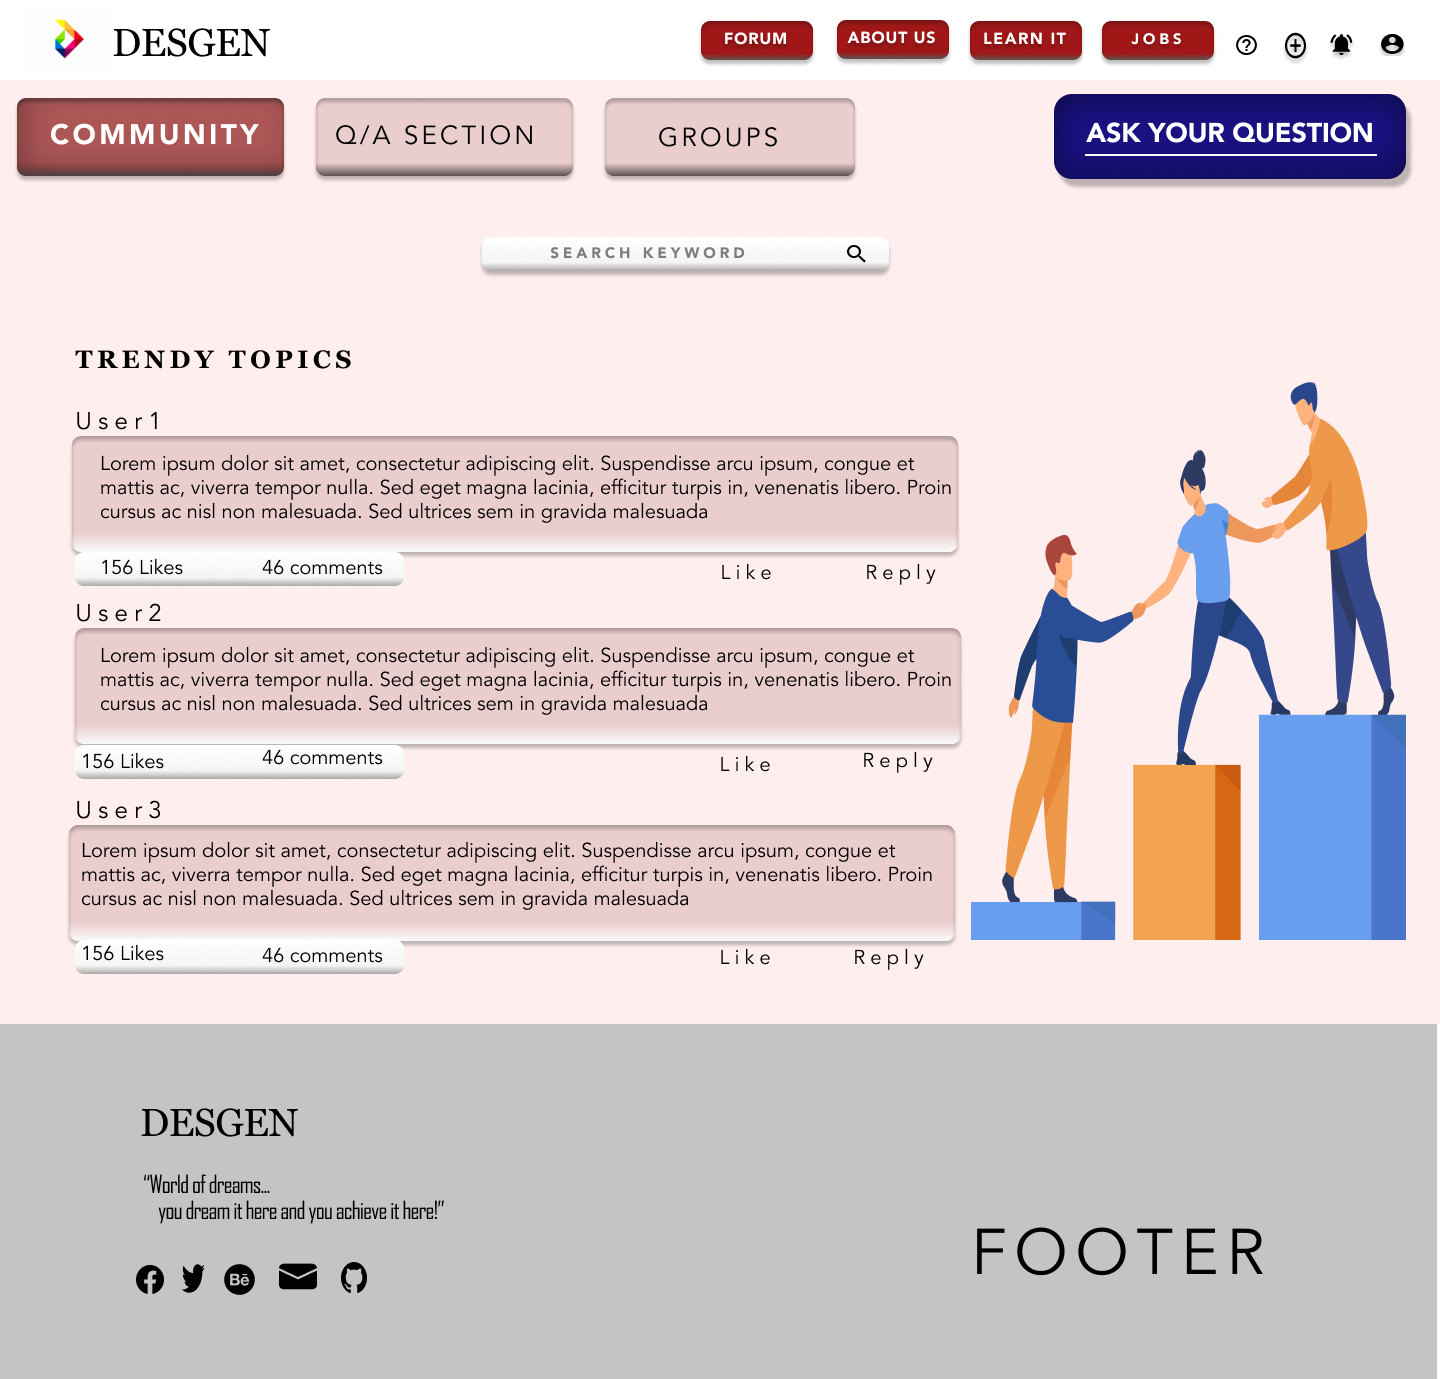 DESGEN
FORUM
ABOUT US
LEARN IT
JOBS
COMMUNITY
Q/A SECTION
GROUPS
ASK YOUR QUESTION
SEARCH KEYWORD
TRENDY TOPICS
User1
Lorem ipsum dolor sit amet, consectetur adipiscing elit. Suspendisse arcu ipsum, congue et
mattis ac, viverra tempor nulla. Sed eget magna lacinia, efficitur turpis in, venenatis libero. Proin
cursus ac nisl non malesuada. Sed ultrices sem in gravida malesuada
156 Likes
46 comments
Like
Reply
User2
Lorem ipsum dolor sit amet, consectetur adipiscing elit. Suspendisse arcu ipsum, congue et
mattis ac, viverra tempor nulla. Sed eget magna lacinia, efficitur turpis in, venenatis libero. Proin
cursus ac nisl non malesuada. Sed ultrices sem in gravida malesuada
156 Likes
46 comments
Like
Reply
User3
Lorem ipsum dolor sit amet, consectetur adipiscing elit. Suspendisse arcu ipsum, congue et
mattis ac, viverra tempor nulla. Sed eget magna lacinia, efficitur turpis in, venenatis libero. Proin
cursus ac nisl non malesuada. Sed ultrices sem in gravida malesuada
156 Likes
46 comments
Like
Reply
DESGEN
“World of dreams...
you dream it here and you achieve it here!”
Bē
FOOTER